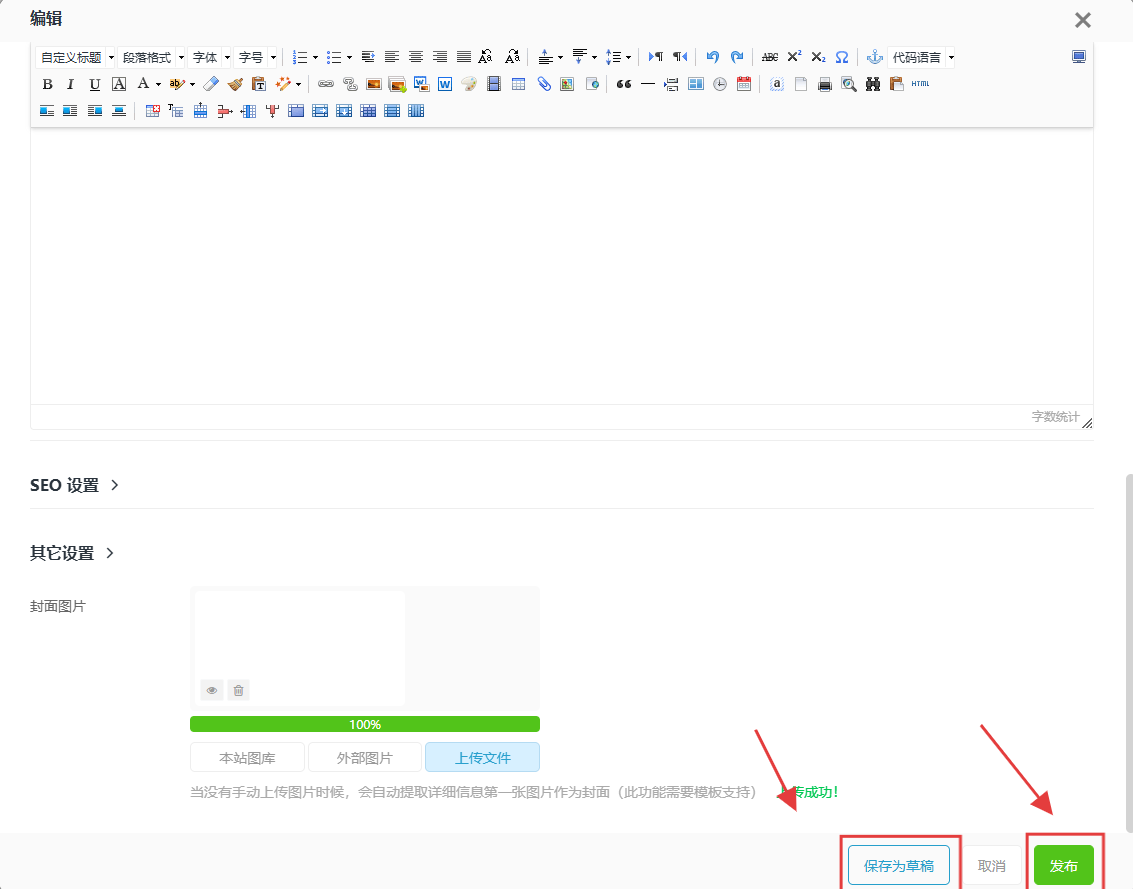 编辑
自定义标题 段落格式 字体 字号 ABC X² X₂ Ω 代码语言
B I U A A ab W T HTML
字数统计
SEO 设置
其它设置
封面图片
100%
本站图库 外部图片 上传文件
当没有手动上传图片时候，会自动提取详细信息第一张图片作为封面（此功能需要模板支持） 传成功！
保存为草稿 取消 发布